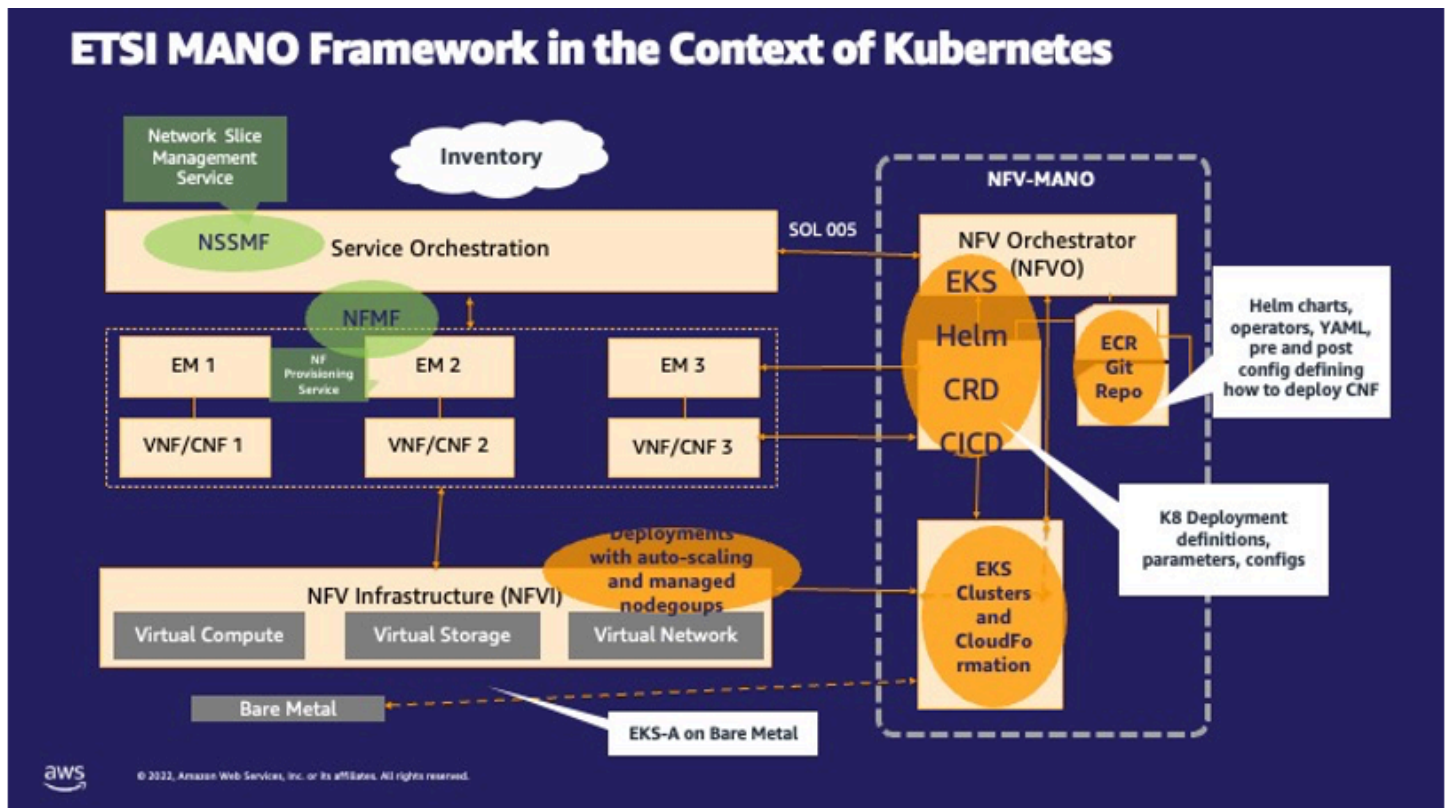 ETSI MANO Framework in the Context of Kubernetes
Network Slice
Management
Service
Inventory
NFV-MANO
NSSMF
Service Orchestration
SOL 005
NFV Orchestrator
(NFVO)
EKS
Helm
CRD
CICD
ECR
Git
Repo
Helm charts,
operators, YAML,
pre and post
config defining
how to deploy CNF
NFMF
EM 1
NF
Provisioning
Service
EM 2
EM 3
VNF/CNF 1
VNF/CNF 2
VNF/CNF 3
K8 Deployment
definitions,
parameters, configs
Deployments
with auto-scaling
and managed
nodegoups
NFV Infrastructure (NFVI)
Virtual Compute
Virtual Storage
Virtual Network
EKS
Clusters
and
CloudFo
rmation
Bare Metal
EKS-A on Bare Metal
aws
© 2022, Amazon Web Services, Inc. or its affiliates. All rights reserved.